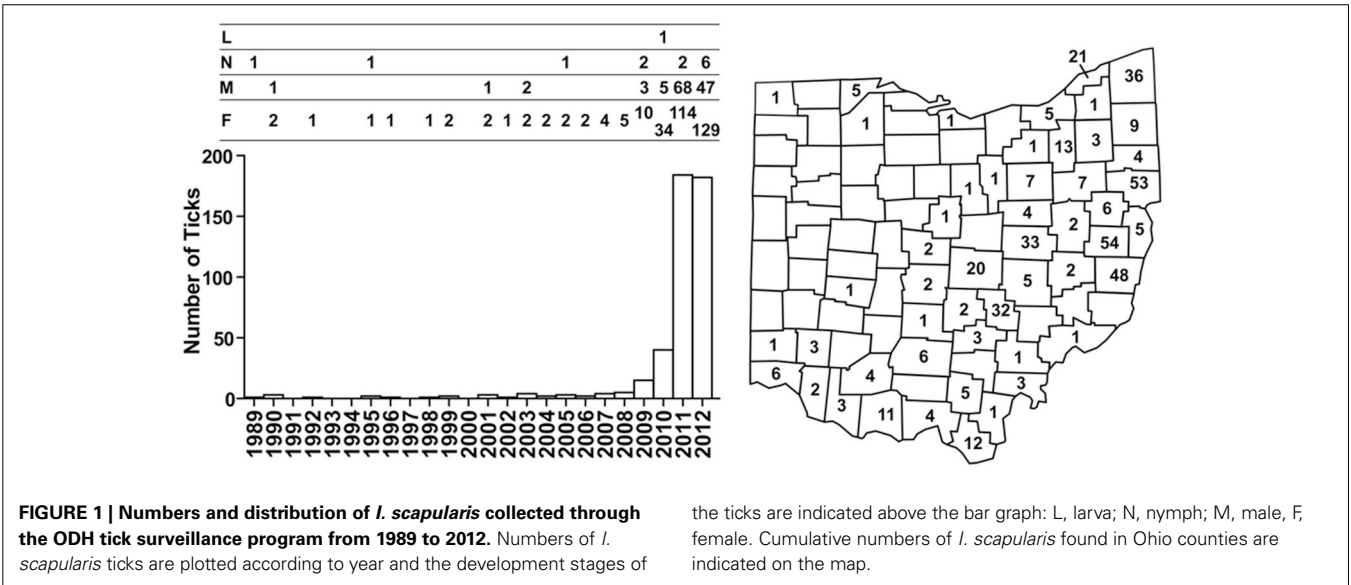 L 1
N 1 1 1 2 2 6
M 1 1 2 3 5 68 47
F 2 1 1 1 1 2 2 1 2 2 2 2 4 5 10 34 114 129
200
150
100
50
0
Number of Ticks
1989 1990 1991 1992 1993 1994 1995 1996 1997 1998 1999 2000 2001 2002 2003 2004 2005 2006 2007 2008 2009 2010 2011 2012
21
36
1 5
1
5
1 1
9
1 13 3
4
1 1 7 7 53
1 4 2 6 5
2 33 54
20 5 2 48
1 2
1 2 32
3 1
1 3 6 1
6 4 3
2 3 11 4 5 1
12
FIGURE 1 | Numbers and distribution of I. scapularis collected through
the ODH tick surveillance program from 1989 to 2012. Numbers of I.
scapularis ticks are plotted according to year and the development stages of
the ticks are indicated above the bar graph: L, larva; N, nymph; M, male, F,
female. Cumulative numbers of I. scapularis found in Ohio counties are
indicated on the map.